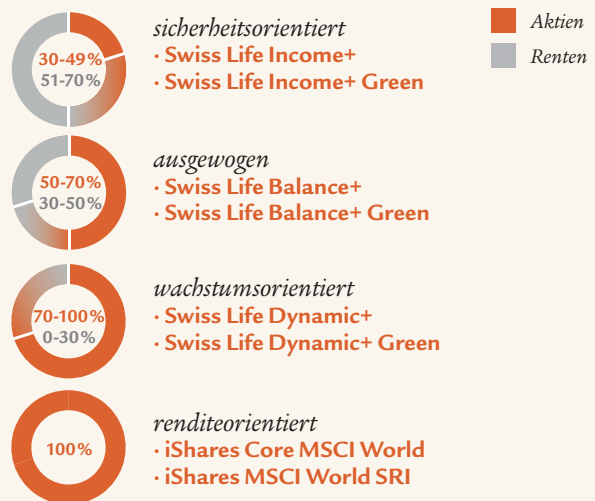 sicherheitsorientiert
· Swiss Life Income+
· Swiss Life Income+ Green
30-49%
51-70%
Aktien
Renten
ausgewogen
· Swiss Life Balance+
· Swiss Life Balance+ Green
50-70%
30-50%
wachstumsorientiert
· Swiss Life Dynamic+
· Swiss Life Dynamic+ Green
70-100%
0-30%
renditeorientiert
· iShares Core MSCI World
· iShares MSCI World SRI
100%